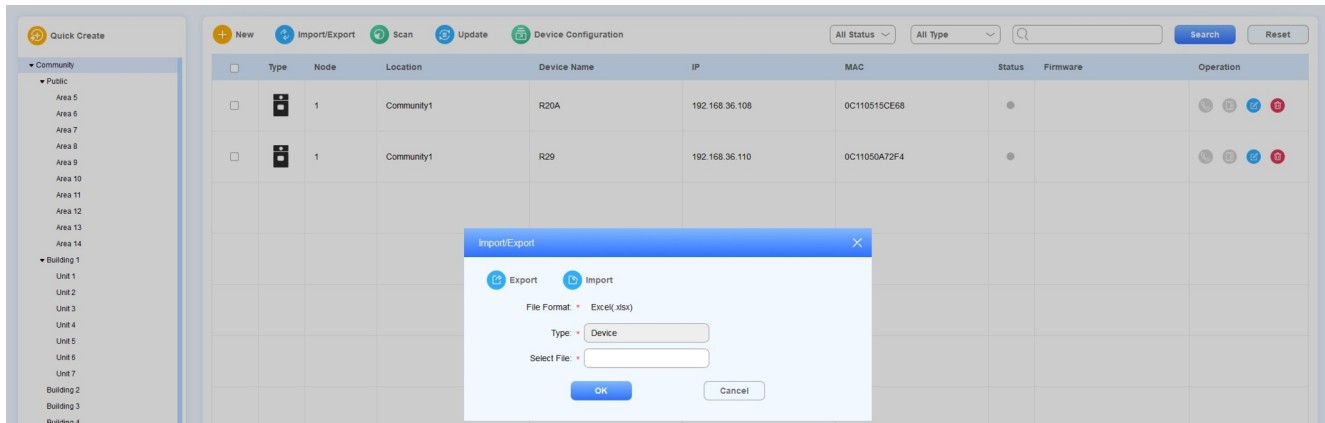 Quick Create
Community
Public
Area 5
Area 6
Area 7
Area 8
Area 9
Area 10
Area 11
Area 12
Area 13
Area 14
Building 1
Unit 1
Unit 2
Unit 3
Unit 4
Unit 5
Unit 6
Unit 7
Building 2
Building 3
Building 4
New Import/Export Scan Update Device Configuration All Status All Type Search Reset
Type Node Location Device Name IP MAC Status Firmware Operation
1 Community1 R20A 192.168.36.108 0C110515CE68
1 Community1 R29 192.168.36.110 0C11050A72F4
Import/Export
Export Import
File Format: * Excel(.xlsx)
Type: * Device
Select File: *
OK Cancel